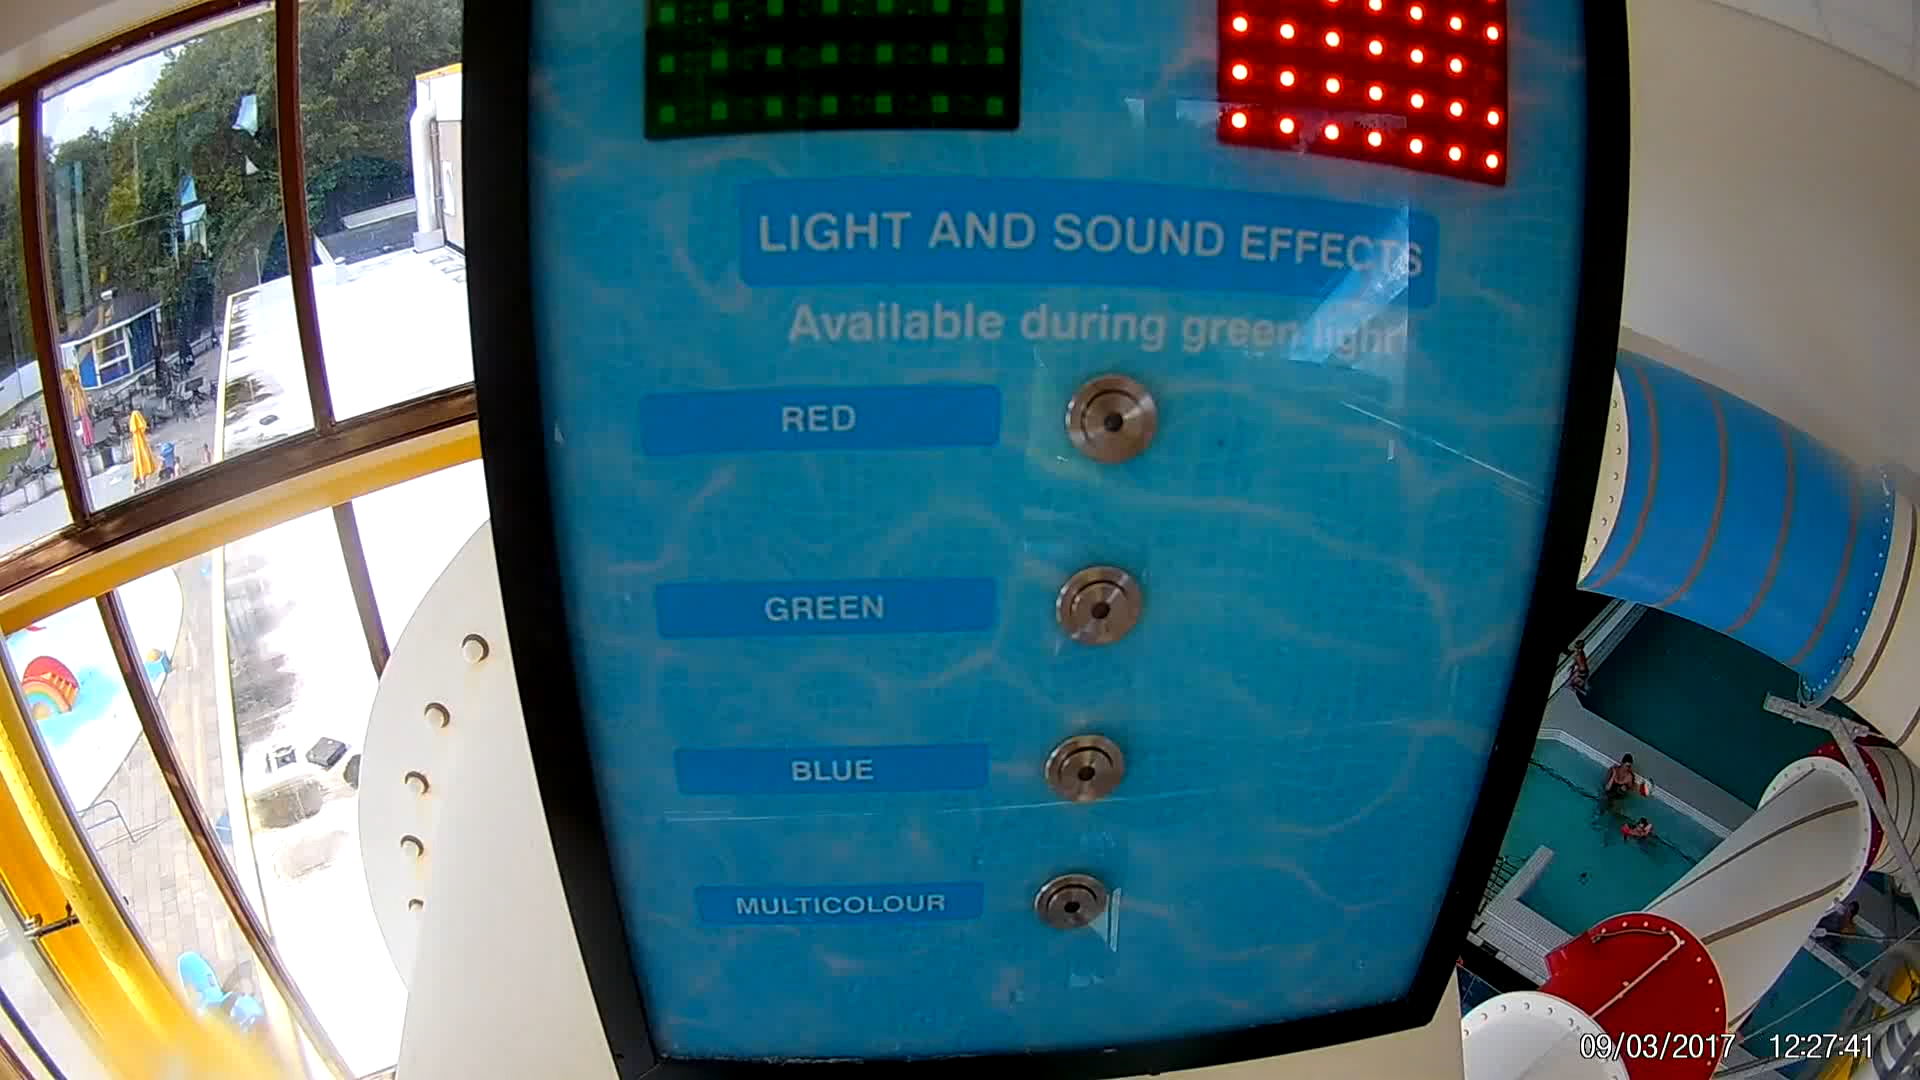 LIGHT AND SOUND EFFECTS
Available during green light
RED
GREEN
BLUE
MULTICOLOUR
09/03/2017 12:27:41